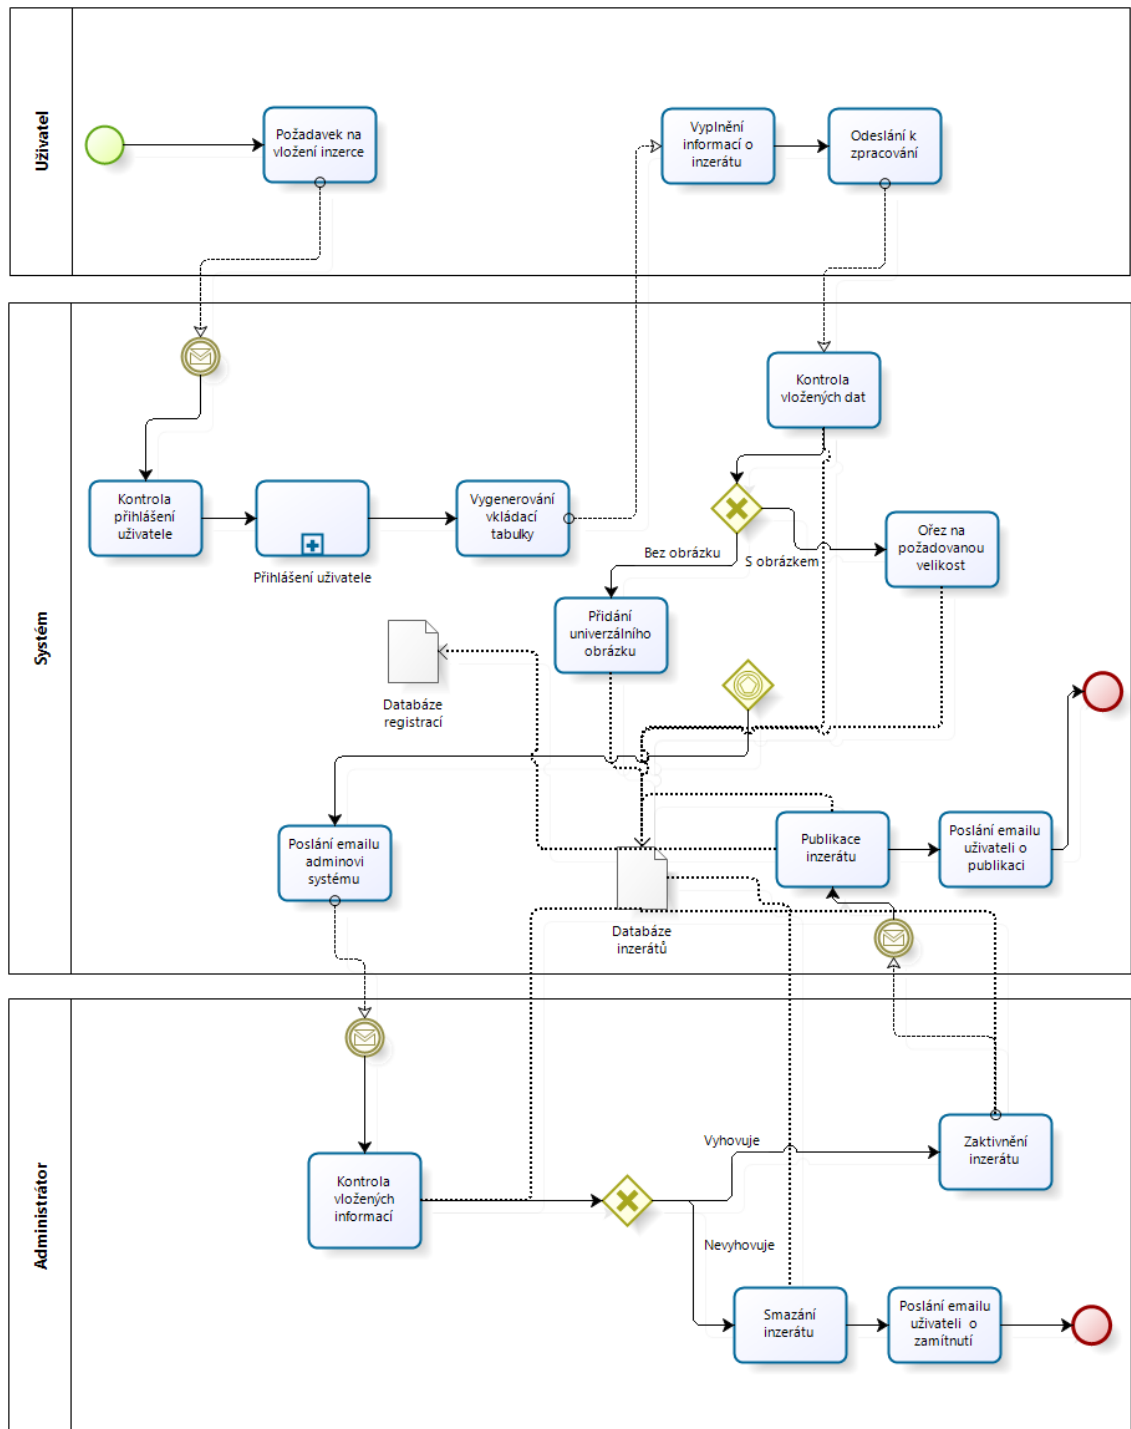 Uživatel
Požadavek na
vložení inzerce
Vyplnění
informací o
inzerátu
Odeslání k
zpracování
Systém
Kontrola
vložených dat
Kontrola
přihlášení
uživatele
Přihlášení uživatele
Vygenerování
vkládací
tabulky
Bez obrázku
S obrázkem
Ořez na
požadovanou
velikost
Přidání
univerzálního
obrázku
Databáze
registrací
Poslání emailu
adminovi
systému
Publikace
inzerátu
Poslání emailu
uživateli o
publikaci
Databáze
inzerátů
Administrátor
Kontrola
vložených
informací
Vyhovuje
Zaktivnění
inzerátu
Nevyhovuje
Smazání
inzerátu
Poslání emailu
uživateli o
zamítnutí